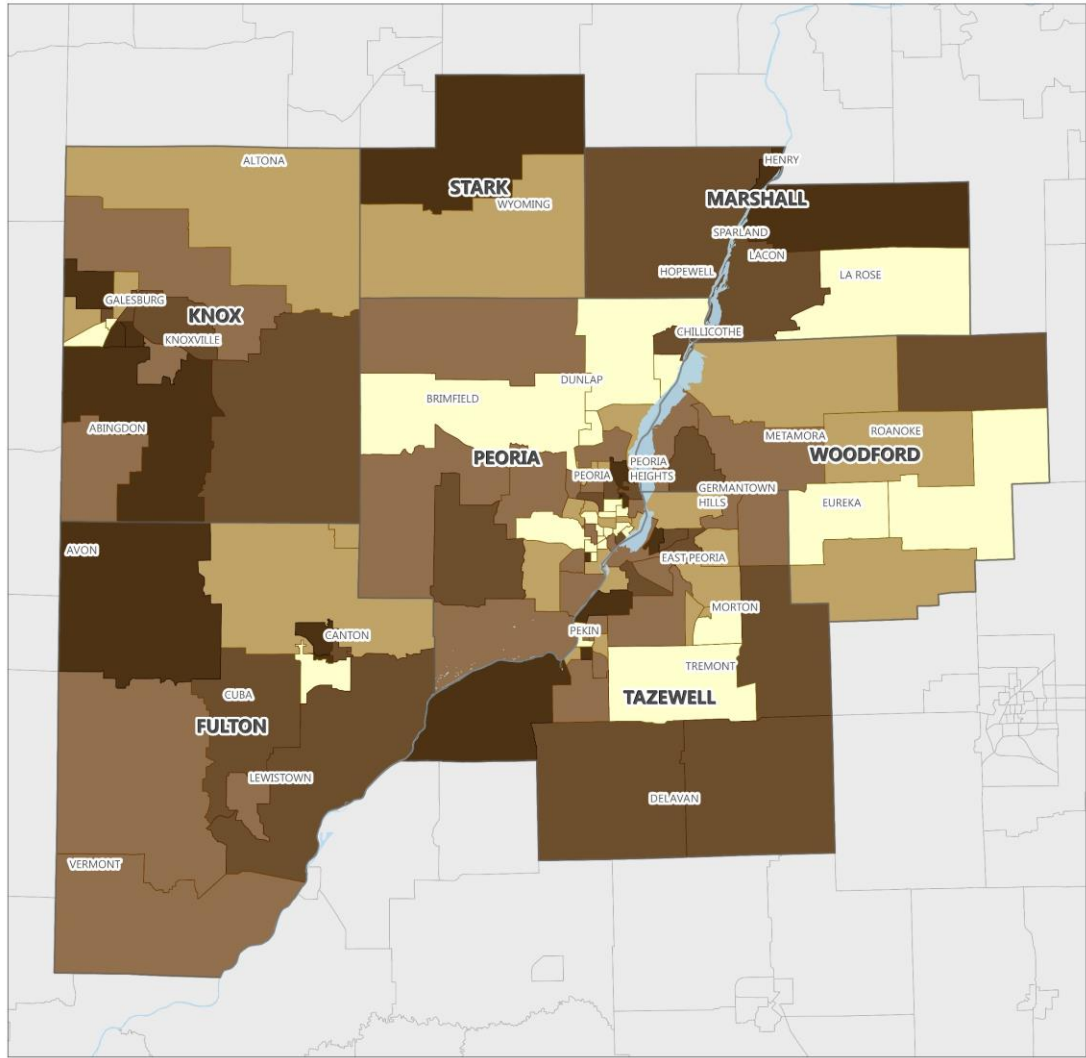 ALTONA
HENRY
STARK
MARSHALL
WYOMING
SPARLAND
LACON
HOPEWELL
LA ROSE
GALESBURG
KNOX
KNOXVILLE
CHILLICOTHE
DUNLAP
BRIMFIELD
ABINGDON
METAMORA
ROANOKE
PEORIA
WOODFORD
PEORIA
PEORIA
HEIGHTS
GERMANTOWN
HILLS
EUREKA
AVON
EAST PEORIA
CANTON
PEKIN
MORTON
TREMONT
CUBA
TAZEWELL
FULTON
LEWISTOWN
DELAVAN
VERMONT